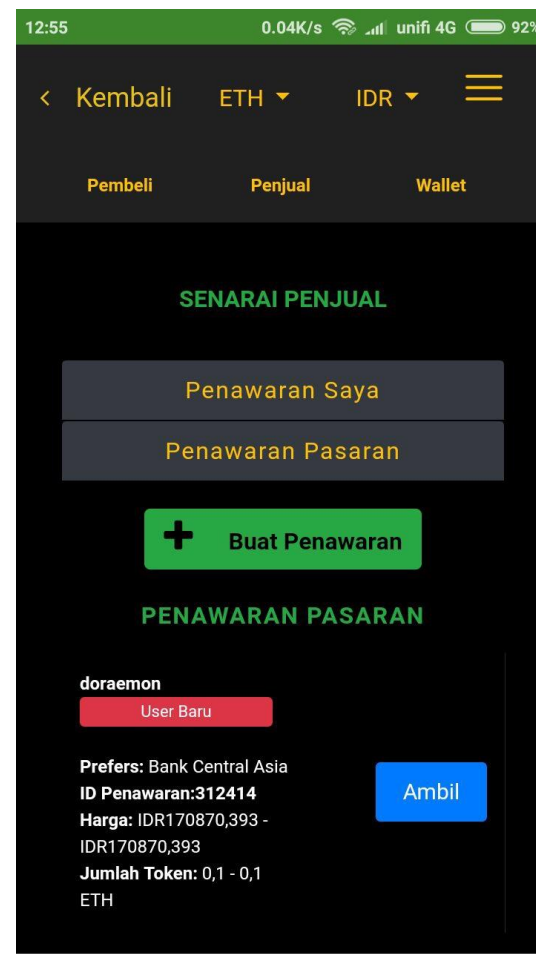 12:55 0.04K/s unifi 4G 92%
Kembali ETH IDR
Pembeli Penjual Wallet
SENARAI PENJUAL
Penawaran Saya
Penawaran Pasaran
Buat Penawaran
PENAWARAN PASARAN
doraemon
User Baru
Prefers: Bank Central Asia
ID Penawaran:312414
Ambil
Harga: IDR170870,393 -
IDR170870,393
Jumlah Token: 0,1 - 0,1
ETH